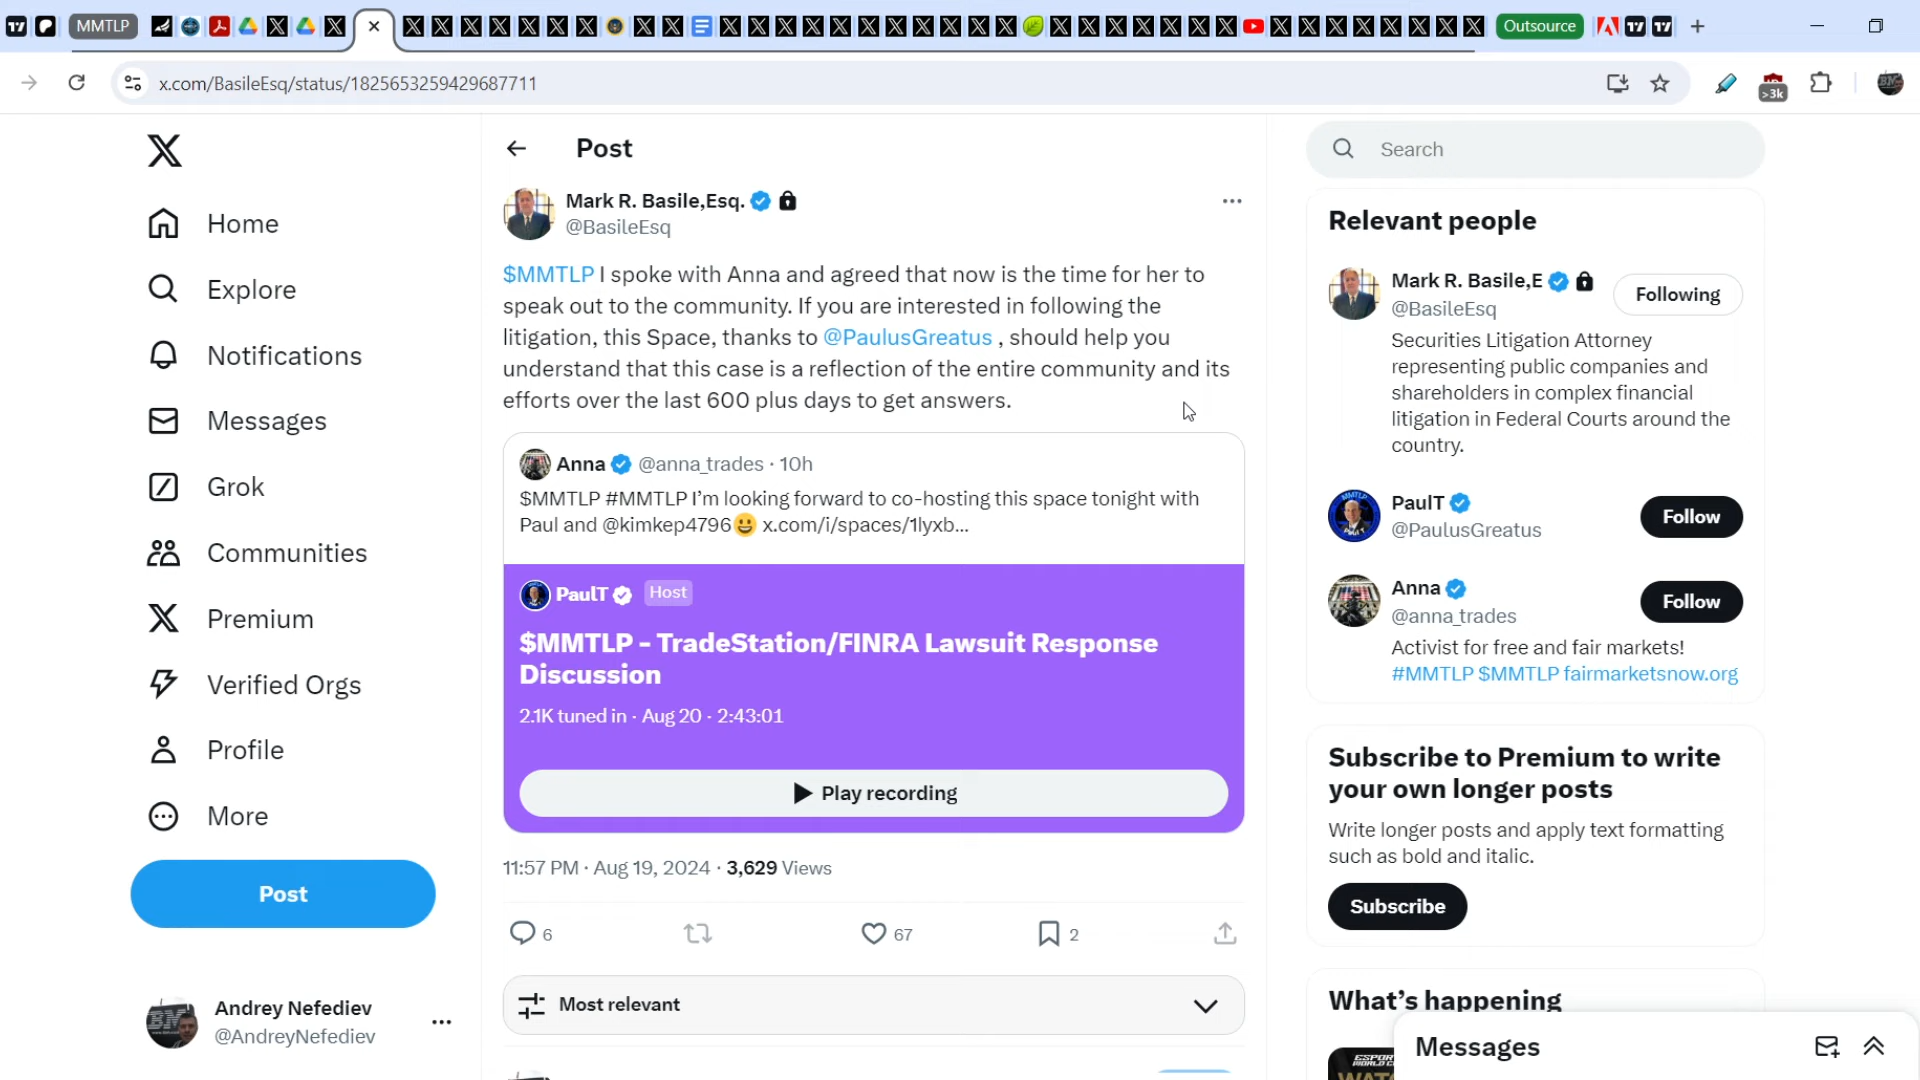 MMTLP
Outsource
x.com/BasileEsq/status/1825653259429687711
>3k
Home
Explore
Notifications
Messages
Grok
Communities
Premium
Verified Orgs
Profile
More
Post
Andrey Nefediev
@AndreyNefediev
Post
Mark R. Basile,Esq.
@BasileEsq
$MMTLP I spoke with Anna and agreed that now is the time for her to
speak out to the community. If you are interested in following the
litigation, this Space, thanks to @PaulusGreatus , should help you
understand that this case is a reflection of the entire community and its
efforts over the last 600 plus days to get answers.
Anna @anna_trades · 10h
$MMTLP #MMTLP I’m looking forward to co-hosting this space tonight with
Paul and @kimkep4796😀 x.com/i/spaces/1lyxb…
PaulT Host
$MMTLP - TradeStation/FINRA Lawsuit Response
Discussion
2.1K tuned in · Aug 20 · 2:43:01
Play recording
11:57 PM · Aug 19, 2024 · 3,629 Views
6 67 2
Most relevant
Search
Relevant people
Mark R. Basile,E
@BasileEsq
Following
Securities Litigation Attorney
representing public companies and
shareholders in complex financial
litigation in Federal Courts around the
country.
PaulT
@PaulusGreatus
Follow
Anna
@anna_trades
Follow
Activist for free and fair markets!
#MMTLP $MMTLP fairmarketsnow.org
Subscribe to Premium to write
your own longer posts
Write longer posts and apply text formatting
such as bold and italic.
Subscribe
What’s happening
Messages